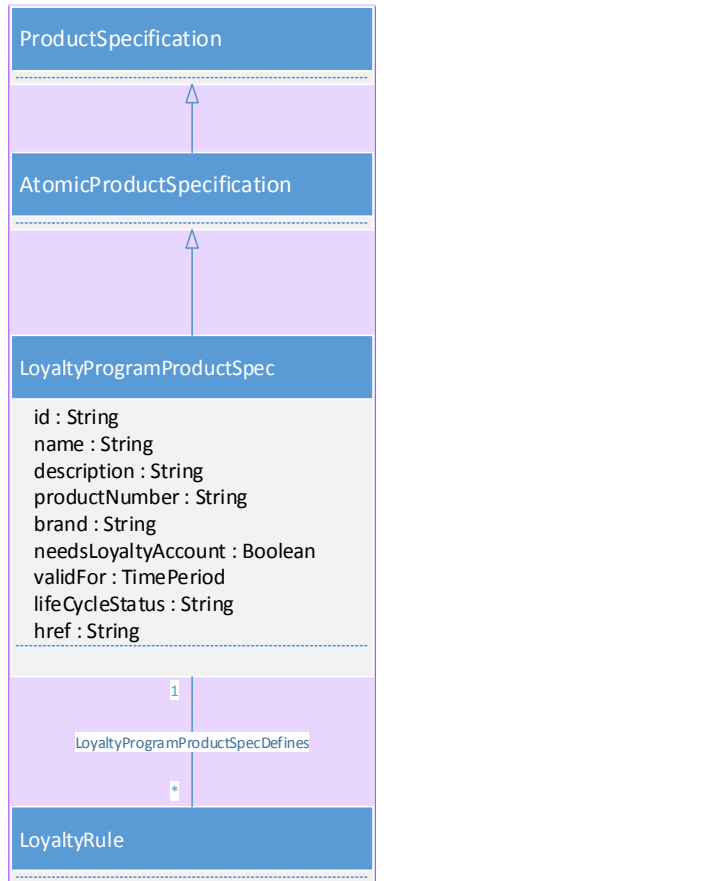 ProductSpecification
AtomicProductSpecification
LoyaltyProgramProductSpec
id : String
name : String
description : String
productNumber : String
brand : String
needsLoyaltyAccount : Boolean
validFor : TimePeriod
lifeCycleStatus : String
href : String
1
LoyaltyProgramProductSpecDefines
*
LoyaltyRule